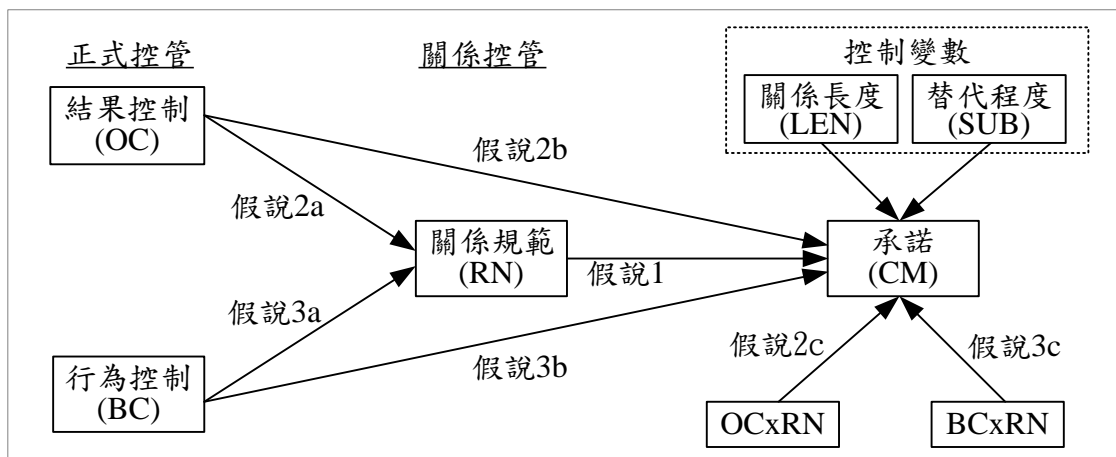 正式控管
關係控管
控制變數
結果控制
(OC)
關係長度
(LEN)
替代程度
(SUB)
假說2b
假說2a
關係規範
(RN)
假說1
承諾
(CM)
假說3a
假說3b
假說2c
假說3c
行為控制
(BC)
OCxRN
BCxRN